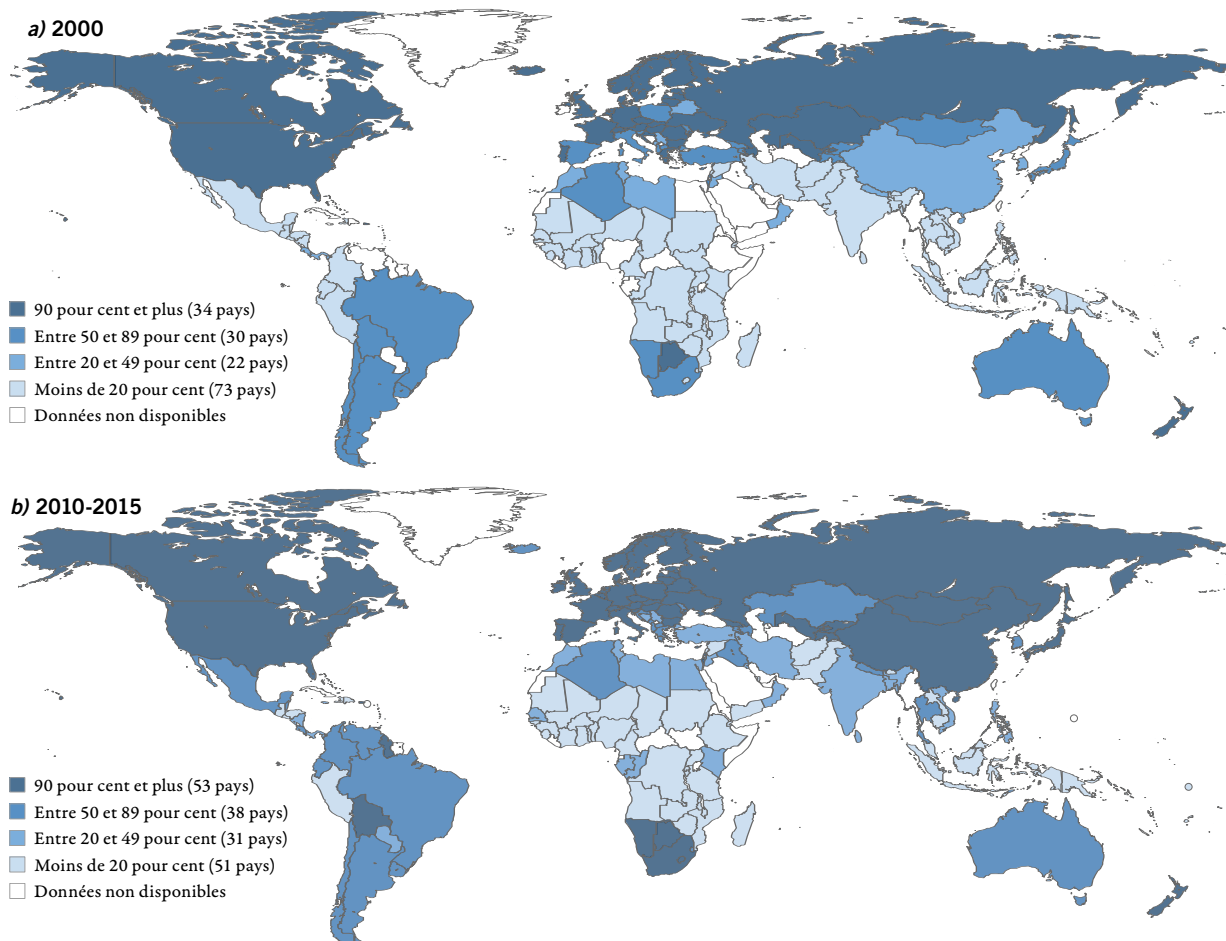 a) 2000
90 pour cent et plus (34 pays)
Entre 50 et 89 pour cent (30 pays)
Entre 20 et 49 pour cent (22 pays)
Moins de 20 pour cent (73 pays)
Données non disponibles
b) 2010-2015
90 pour cent et plus (53 pays)
Entre 50 et 89 pour cent (38 pays)
Entre 20 et 49 pour cent (31 pays)
Moins de 20 pour cent (51 pays)
Données non disponibles